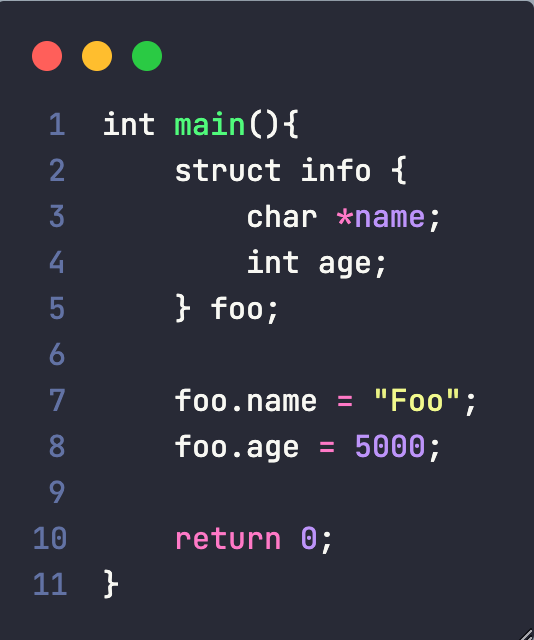 1 int main(){
2     struct info {
3         char *name;
4         int age;
5     } foo;
6
7     foo.name = "Foo";
8     foo.age = 5000;
9
10     return 0;
11 }